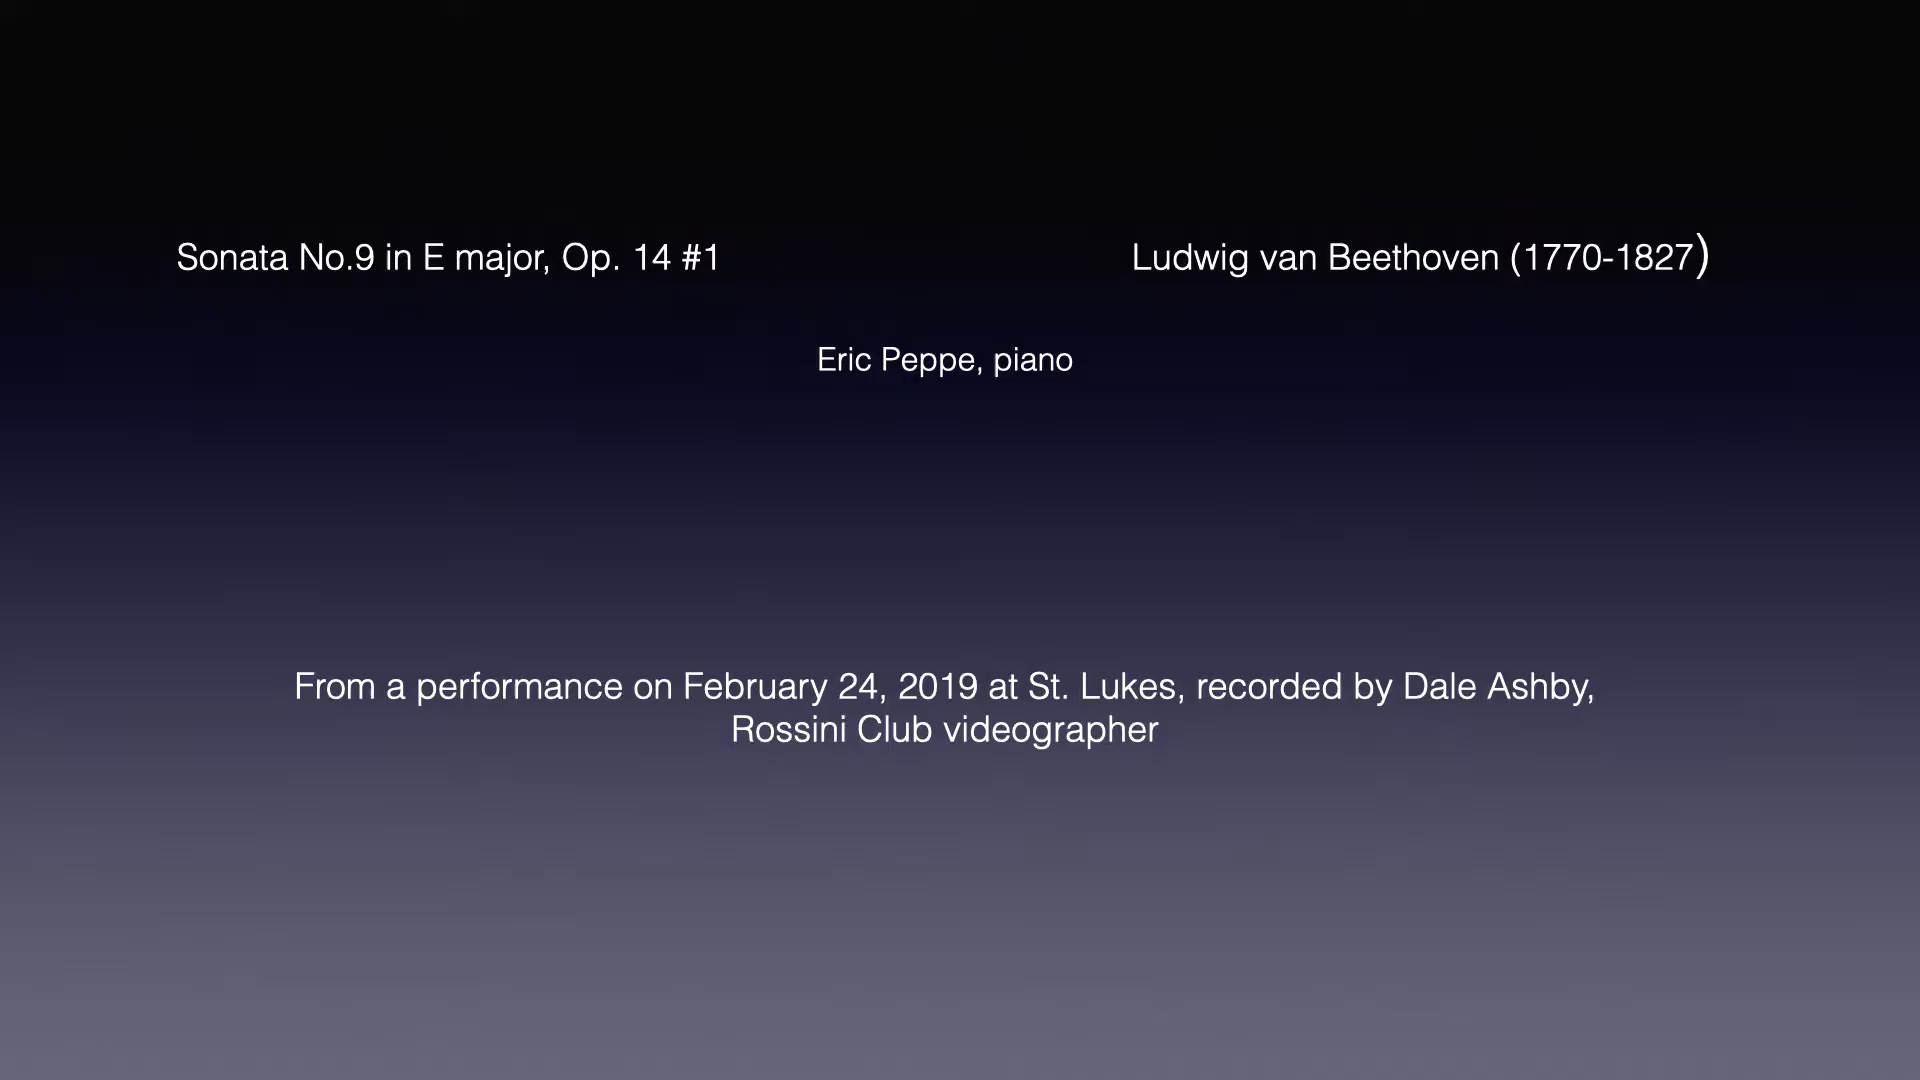 Sonata No.9 in E major, Op. 14 #1 Ludwig van Beethoven (1770-1827)
Eric Peppe, piano
From a performance on February 24, 2019 at St. Lukes, recorded by Dale Ashby,
Rossini Club videographer